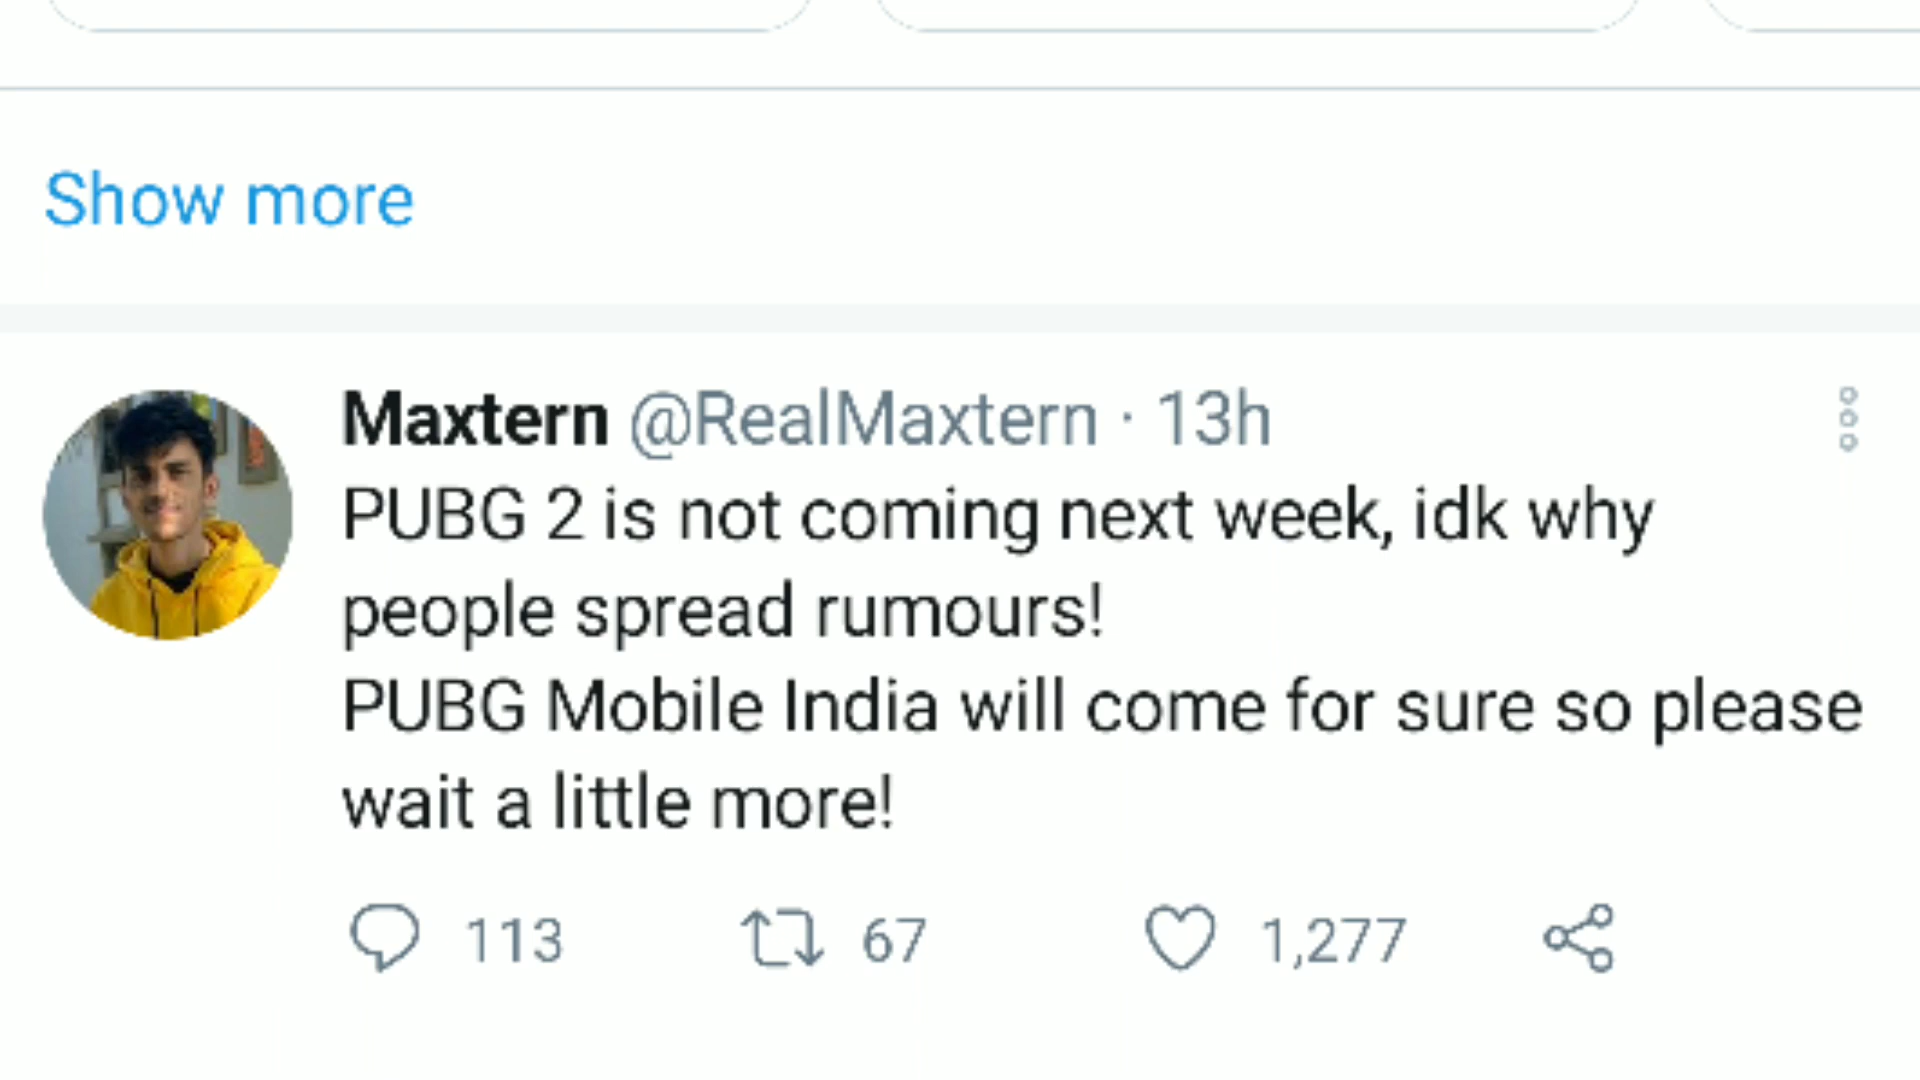 Show more
Maxtern @RealMaxtern · 13h
PUBG 2 is not coming next week, idk why
people spread rumours!
PUBG Mobile India will come for sure so please
wait a little more!
113 67 1,277